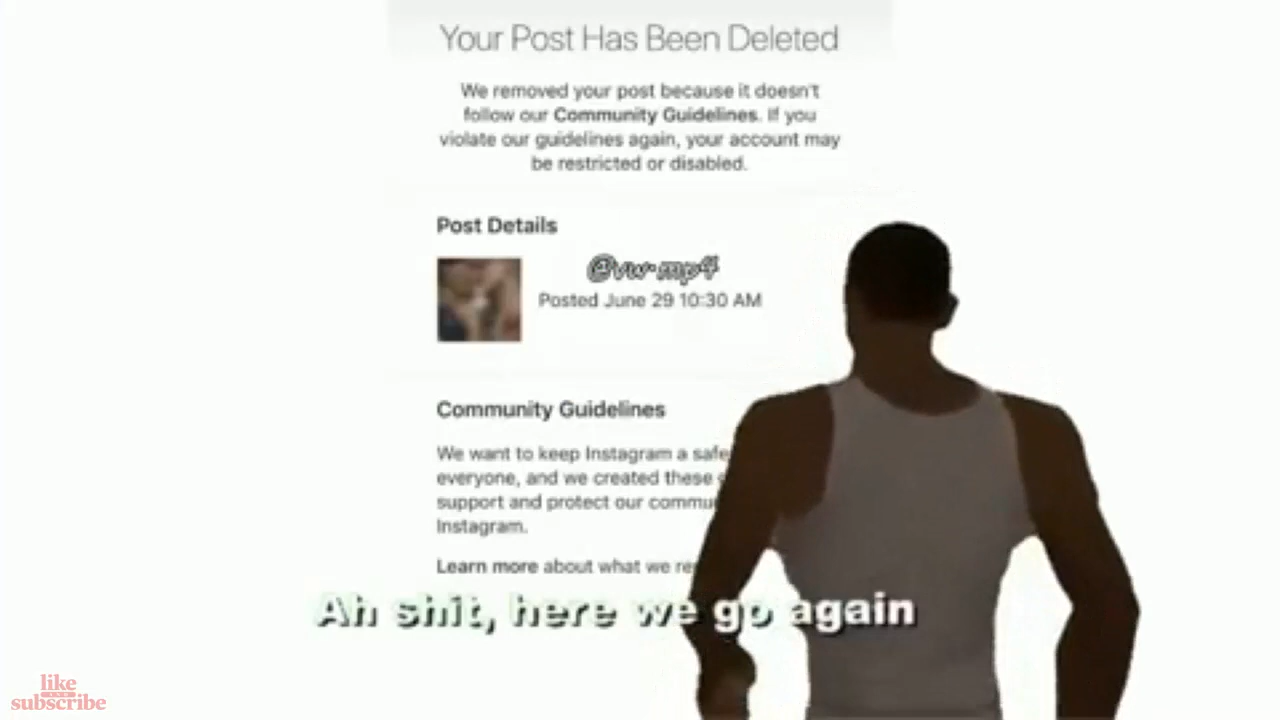 Your Post Has Been Deleted
We removed your post because it doesn't
follow our Community Guidelines. If you
violate our guidelines again, your account may
be restricted or disabled.
Post Details
@vw.mp4
Posted June 29 10:30 AM
Community Guidelines
We want to keep Instagram a safe
everyone, and we created these
support and protect our commu
Instagram.
Learn more about what we re
Ah shit, here we go again
like
AND
subscribe